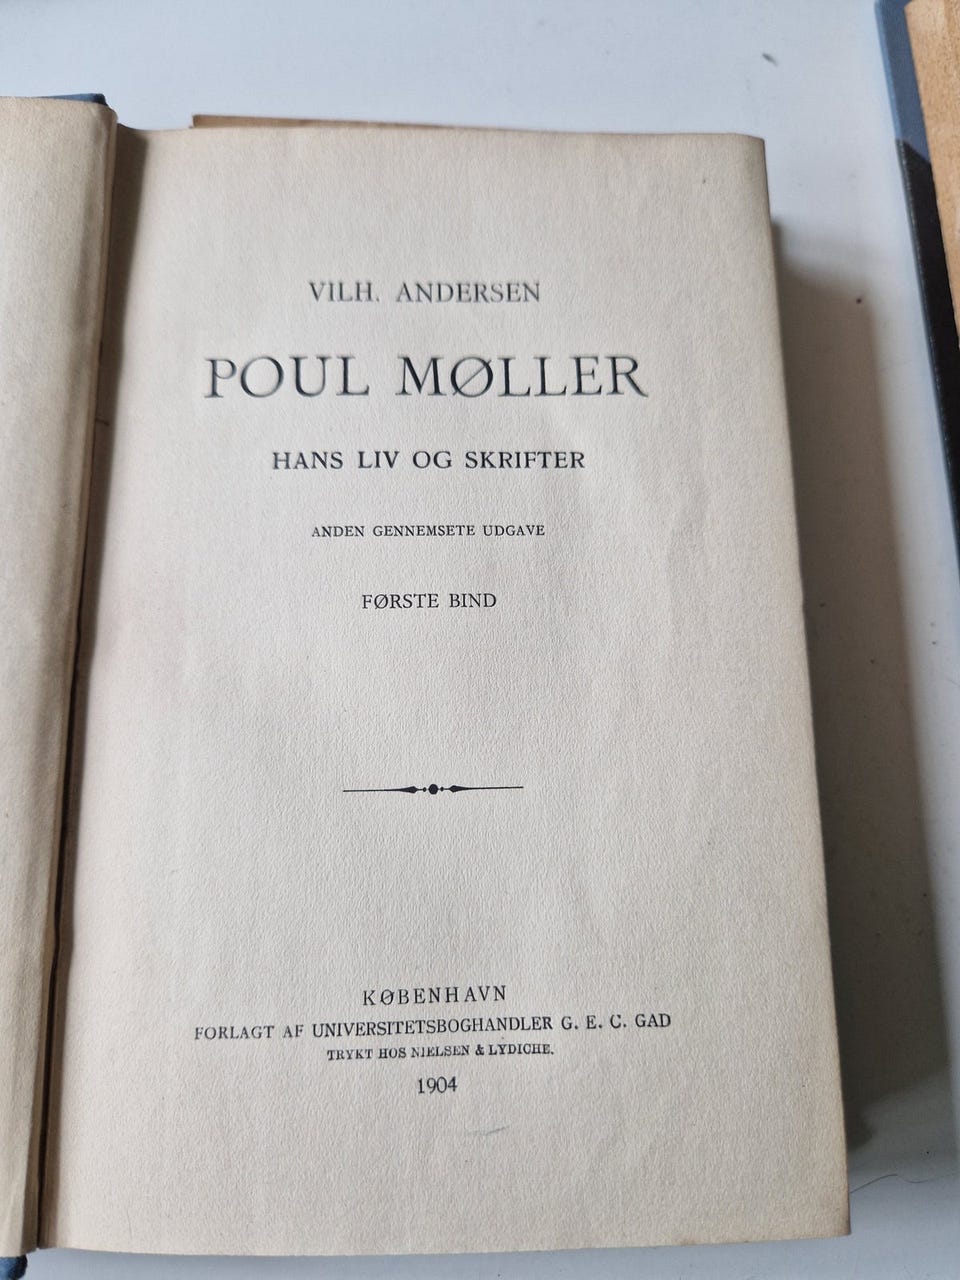 VILH. ANDERSEN
POUL MØLLER
HANS LIV OG SKRIFTER
ANDEN GENNEMSETE UDGAVE
FØRSTE BIND
KØBENHAVN
FORLAGT AF UNIVERSITETSBOGHANDLER G. E. C. GAD
TRYKT HOS NIELSEN & LYDICHE.
1904